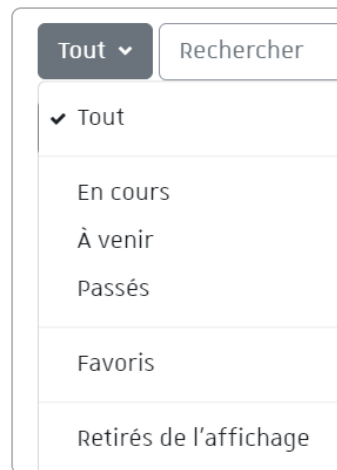 Tout Rechercher
Tout
En cours
À venir
Passés
Favoris
Retirés de l'affichage